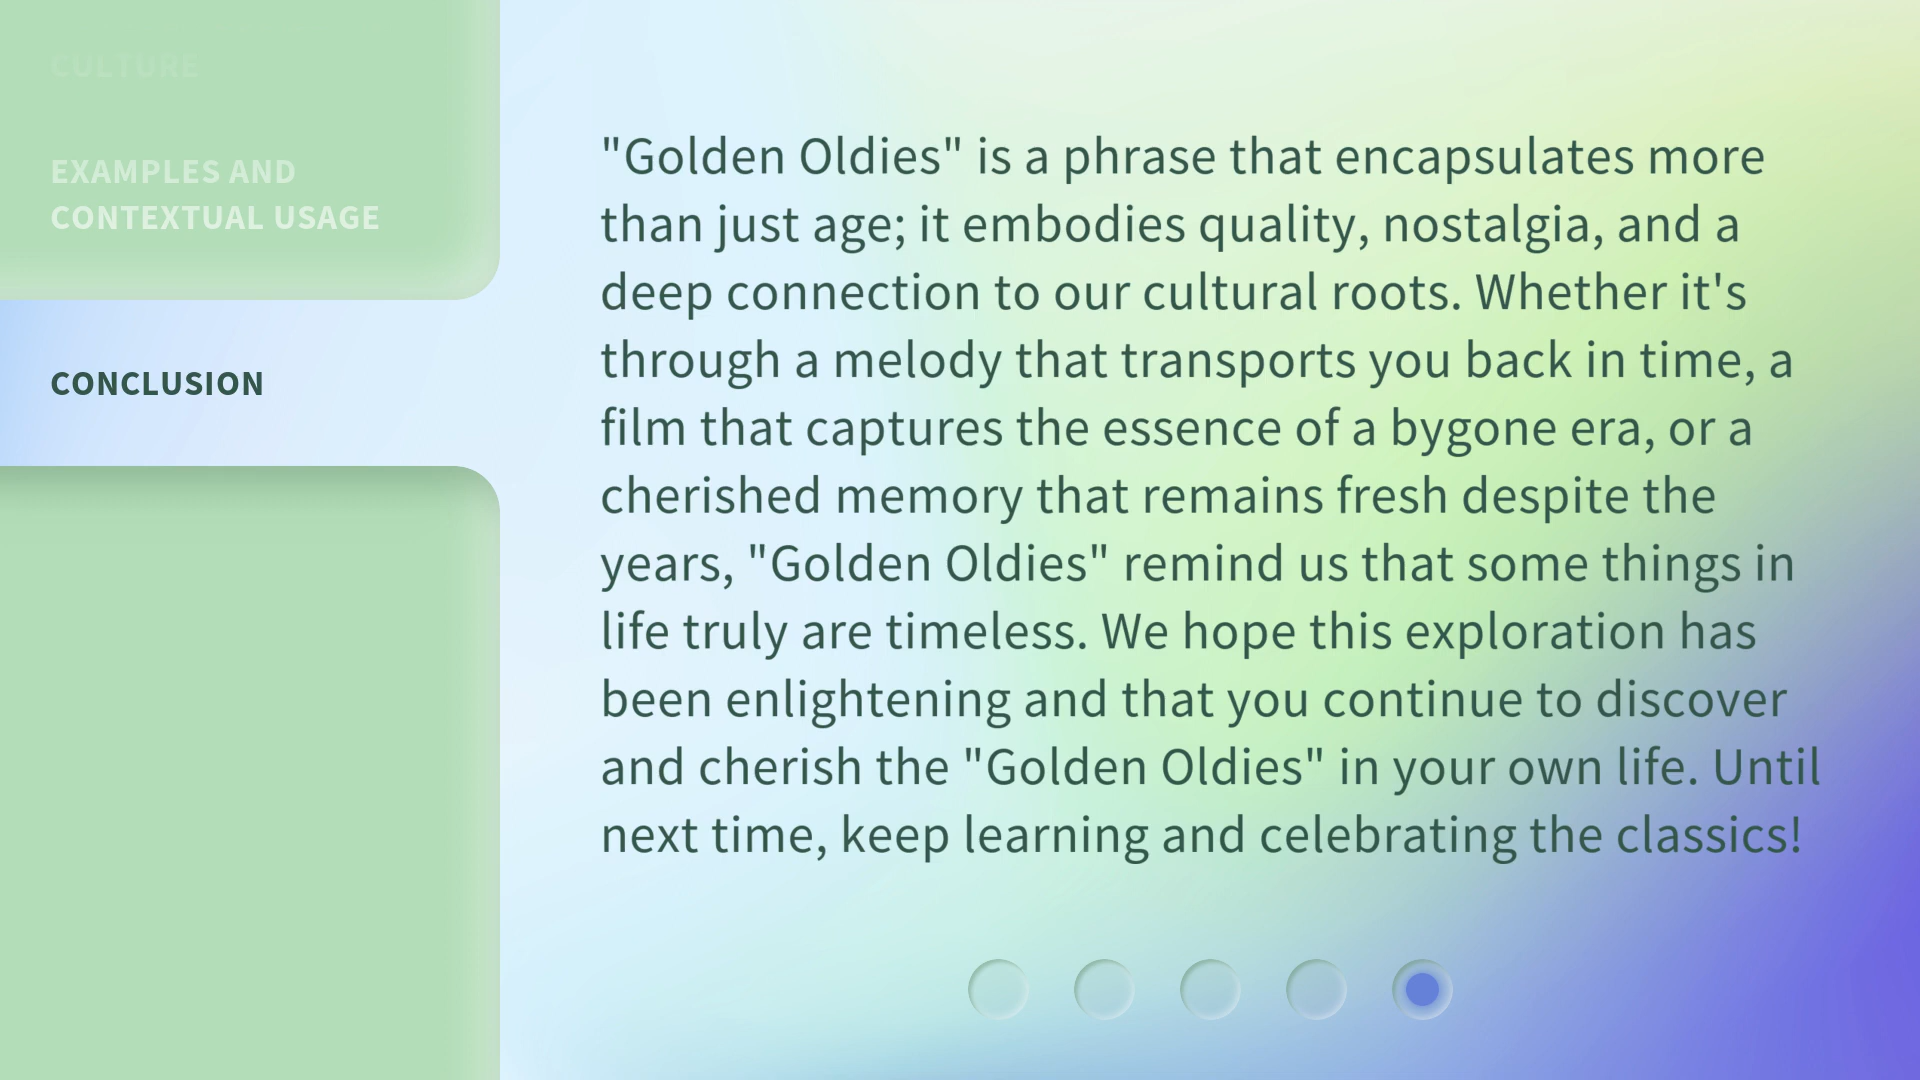 CULTURE
EXAMPLES AND
CONTEXTUAL USAGE
CONCLUSION
"Golden Oldies" is a phrase that encapsulates more
than just age; it embodies quality, nostalgia, and a
deep connection to our cultural roots. Whether it's
through a melody that transports you back in time, a
film that captures the essence of a bygone era, or a
cherished memory that remains fresh despite the
years, "Golden Oldies" remind us that some things in
life truly are timeless. We hope this exploration has
been enlightening and that you continue to discover
and cherish the "Golden Oldies" in your own life. Until
next time, keep learning and celebrating the classics!